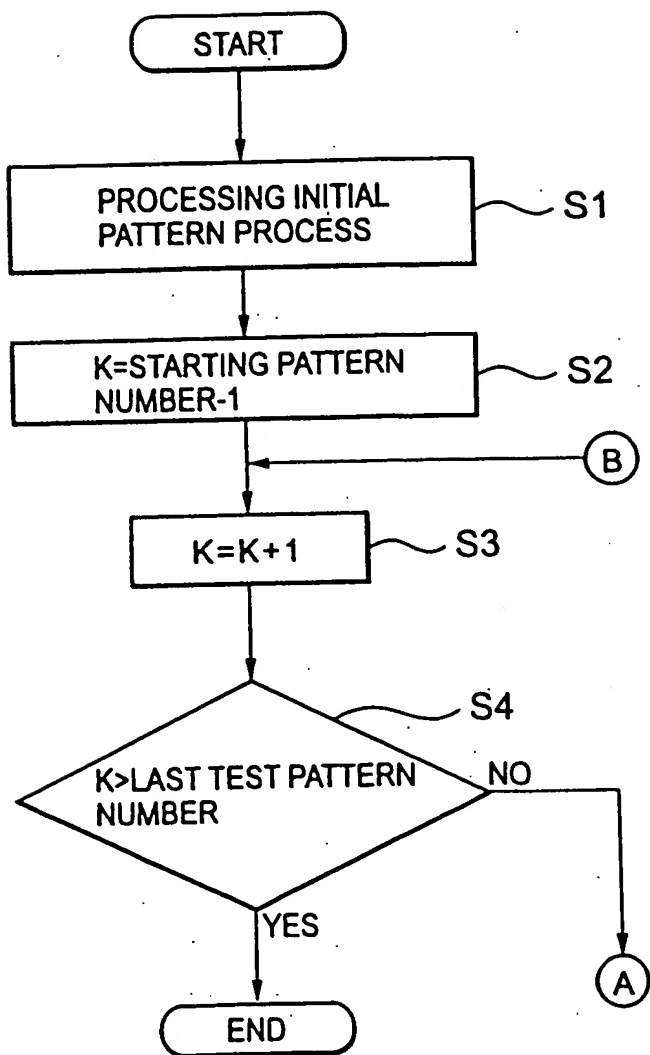 START
PROCESSING INITIAL
PATTERN PROCESS
S1
K=STARTING PATTERN
NUMBER-1
S2
B
K=K+1
S3
S4
K>LAST TEST PATTERN
NUMBER
NO
YES
A
END